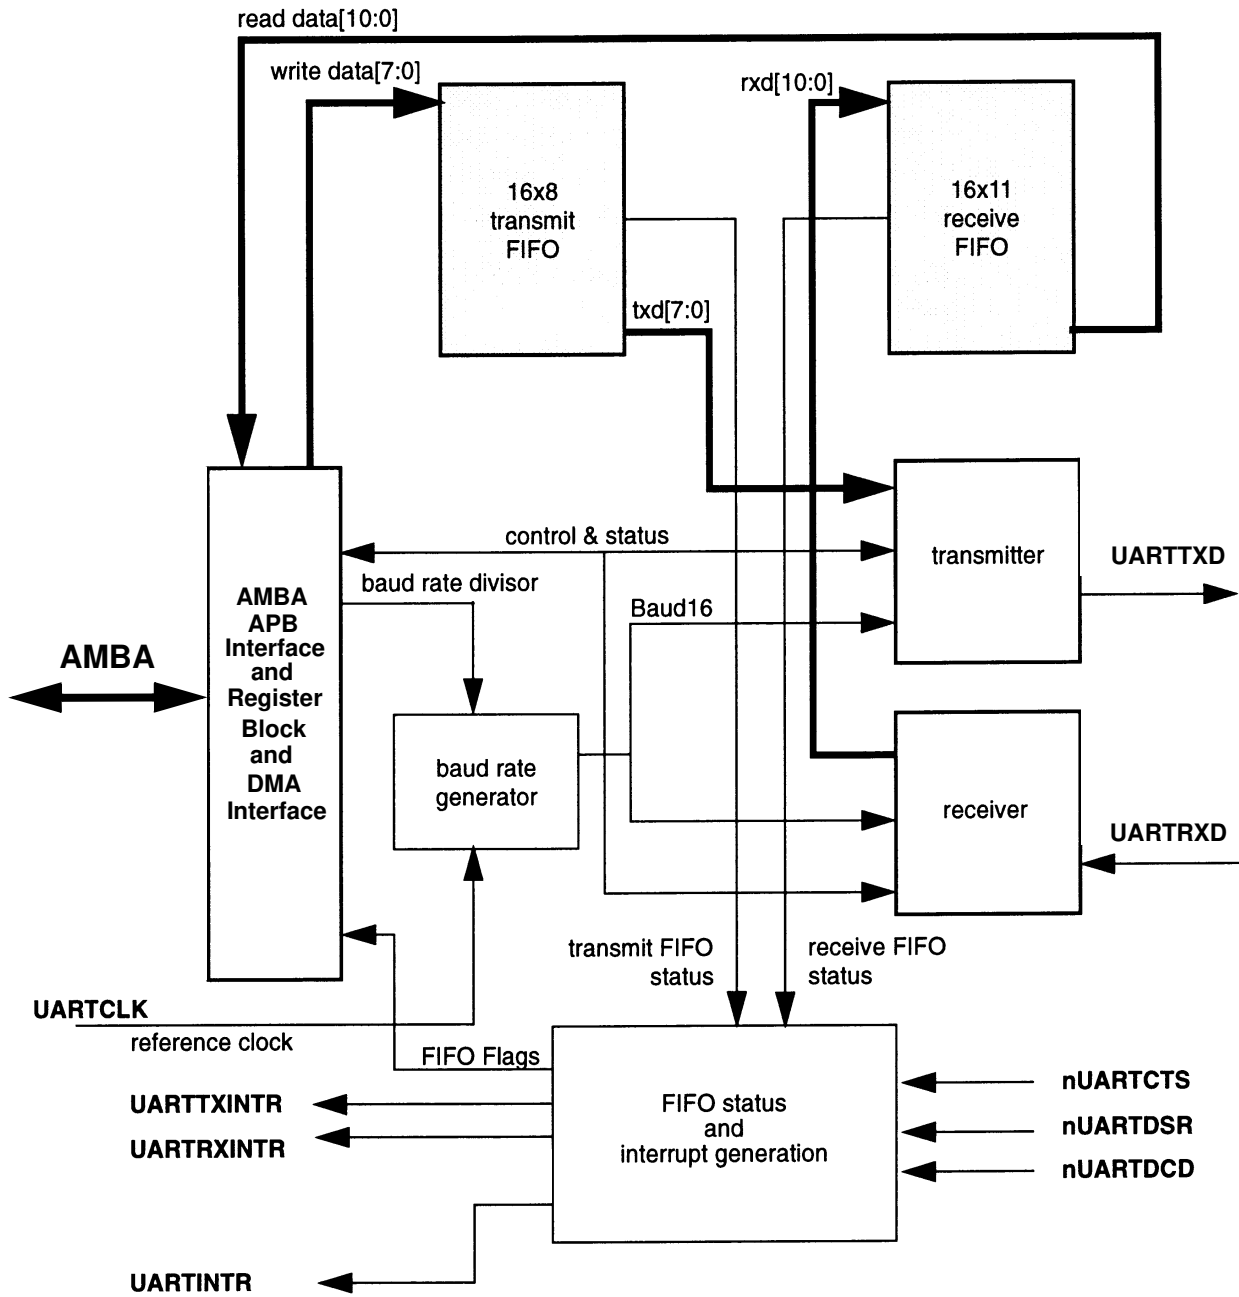 read data[10:0]
write data[7:0]
rxd[10:0]
16x8
transmit
FIFO
16x11
receive
FIFO
txd[7:0]
control & status
transmitter
UARTTXD
baud rate divisor
Baud16
AMBA
AMBA
APB
Interface
and
Register
Block
and
DMA
Interface
baud rate
generator
receiver
UARTRXD
transmit FIFO
status
receive FIFO
status
UARTCLK
reference clock
FIFO Flags
UARTTXINTR
UARTRXINTR
UARTINTR
FIFO status
and
interrupt generation
nUARTCTS
nUARTDSR
nUARTDCD